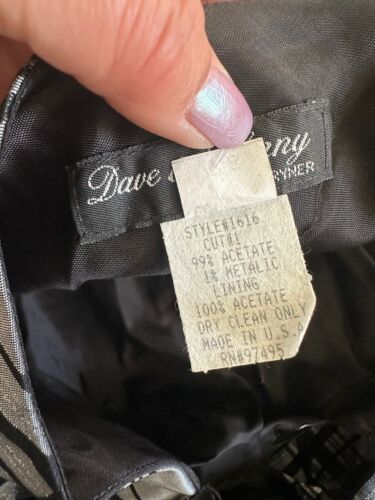 Dave
RYMER
STYLE#1616
CUT#1
99% ACETATE
1% METALIC
LINING
100% ACETATE
DRY CLEAN ONLY
MADE IN U.S.A
RN#97495